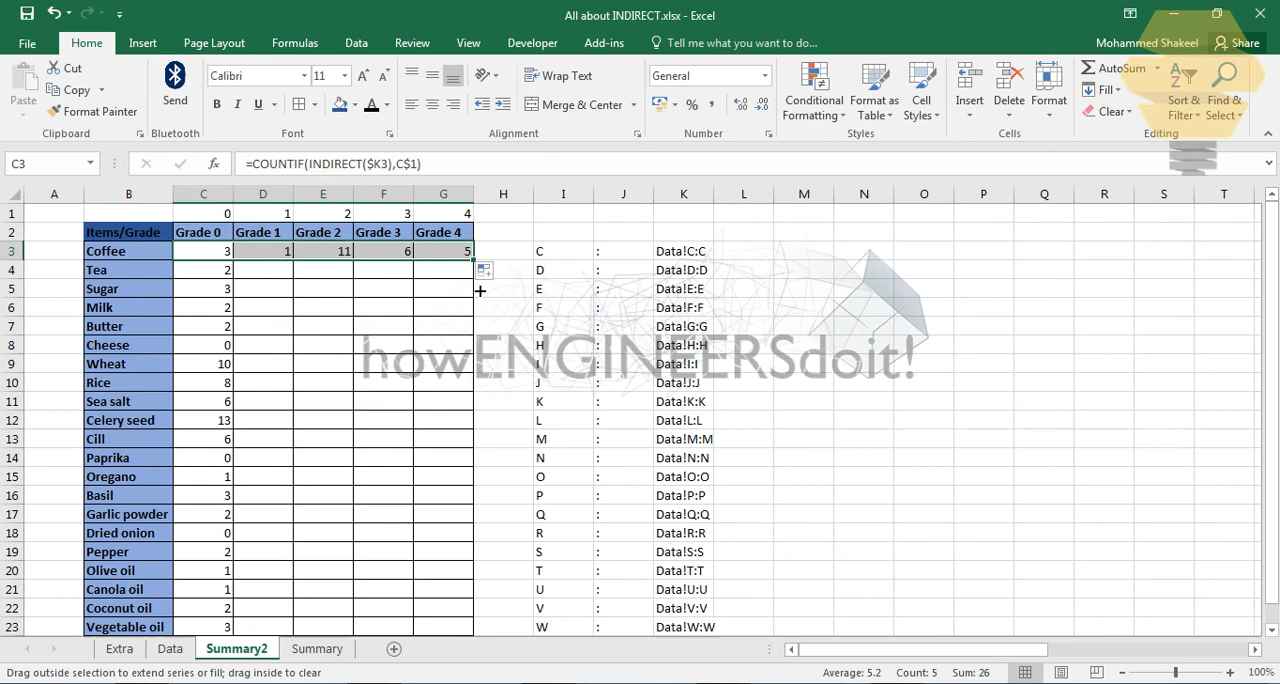 All about INDIRECT.xlsx - Excel
File Home Insert Page Layout Formulas Data Review View Developer Add-ins Tell me what you want to do... Mohammed Shakeel Share
Paste
Cut
Copy
Format Painter
Send
Calibri 11
B I U
Wrap Text
Merge & Center
General
Conditional Formatting
Format as Table
Cell Styles
Insert Delete Format
AutoSum
Fill
Clear
Sort & Filter
Find & Select
Clipboard Bluetooth Font Alignment Number Styles Cells Editing
C3 fx =COUNTIF(INDIRECT($K3),C$1)
A B C D E F G H I J K L M N O P Q R S T
1 0 1 2 3 4
2 Items/Grade Grade 0 Grade 1 Grade 2 Grade 3 Grade 4
3 Coffee 3 1 11 6 5 C : Data!C:C
4 Tea 2 D : Data!D:D
5 Sugar 3 E : Data!E:E
6 Milk 2 F : Data!F:F
7 Butter 2 G : Data!G:G
8 Cheese 0 H : Data!H:H
howENGINEERSdoit!
9 Wheat 10 I : Data!I:I
10 Rice 8 J : Data!J:J
11 Sea salt 6 K : Data!K:K
12 Celery seed 13 L : Data!L:L
13 Cill 6 M : Data!M:M
14 Paprika 0 N : Data!N:N
15 Oregano 1 O : Data!O:O
16 Basil 3 P : Data!P:P
17 Garlic powder 2 Q : Data!Q:Q
18 Dried onion 0 R : Data!R:R
19 Pepper 2 S : Data!S:S
20 Olive oil 1 T : Data!T:T
21 Canola oil 1 U : Data!U:U
22 Coconut oil 2 V : Data!V:V
23 Vegetable oil 3 W : Data!W:W
Extra Data Summary2 Summary
Drag outside selection to extend series or fill; drag inside to clear Average: 5.2 Count: 5 Sum: 26 100%